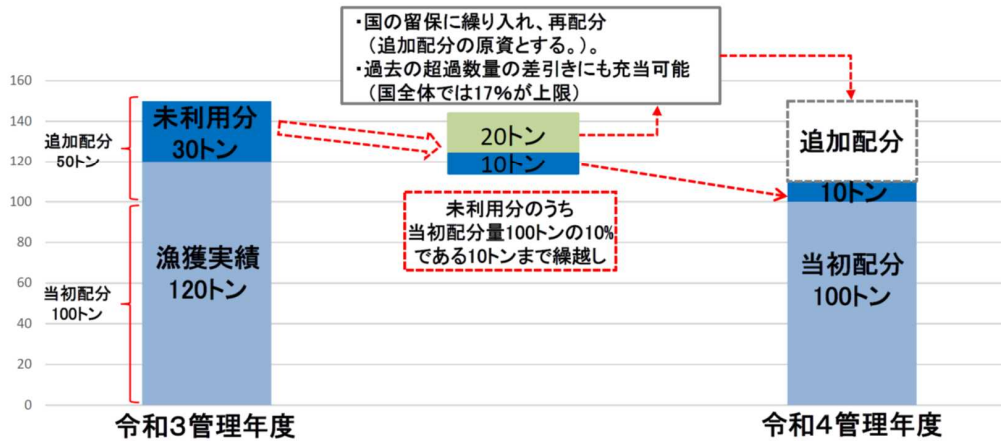 ・国の留保に繰り入れ、再配分
（追加配分の原資とする。）。
・過去の超過数量の差引きにも充当可能
（国全体では17%が上限）
160
140
120
100
80
60
40
20
0
追加配分
50トン
当初配分
100トン
未利用分
30トン
漁獲実績
120トン
20トン
10トン
未利用分のうち
当初配分量100トンの10%
である10トンまで繰越し
追加配分
10トン
当初配分
100トン
令和3管理年度
令和4管理年度